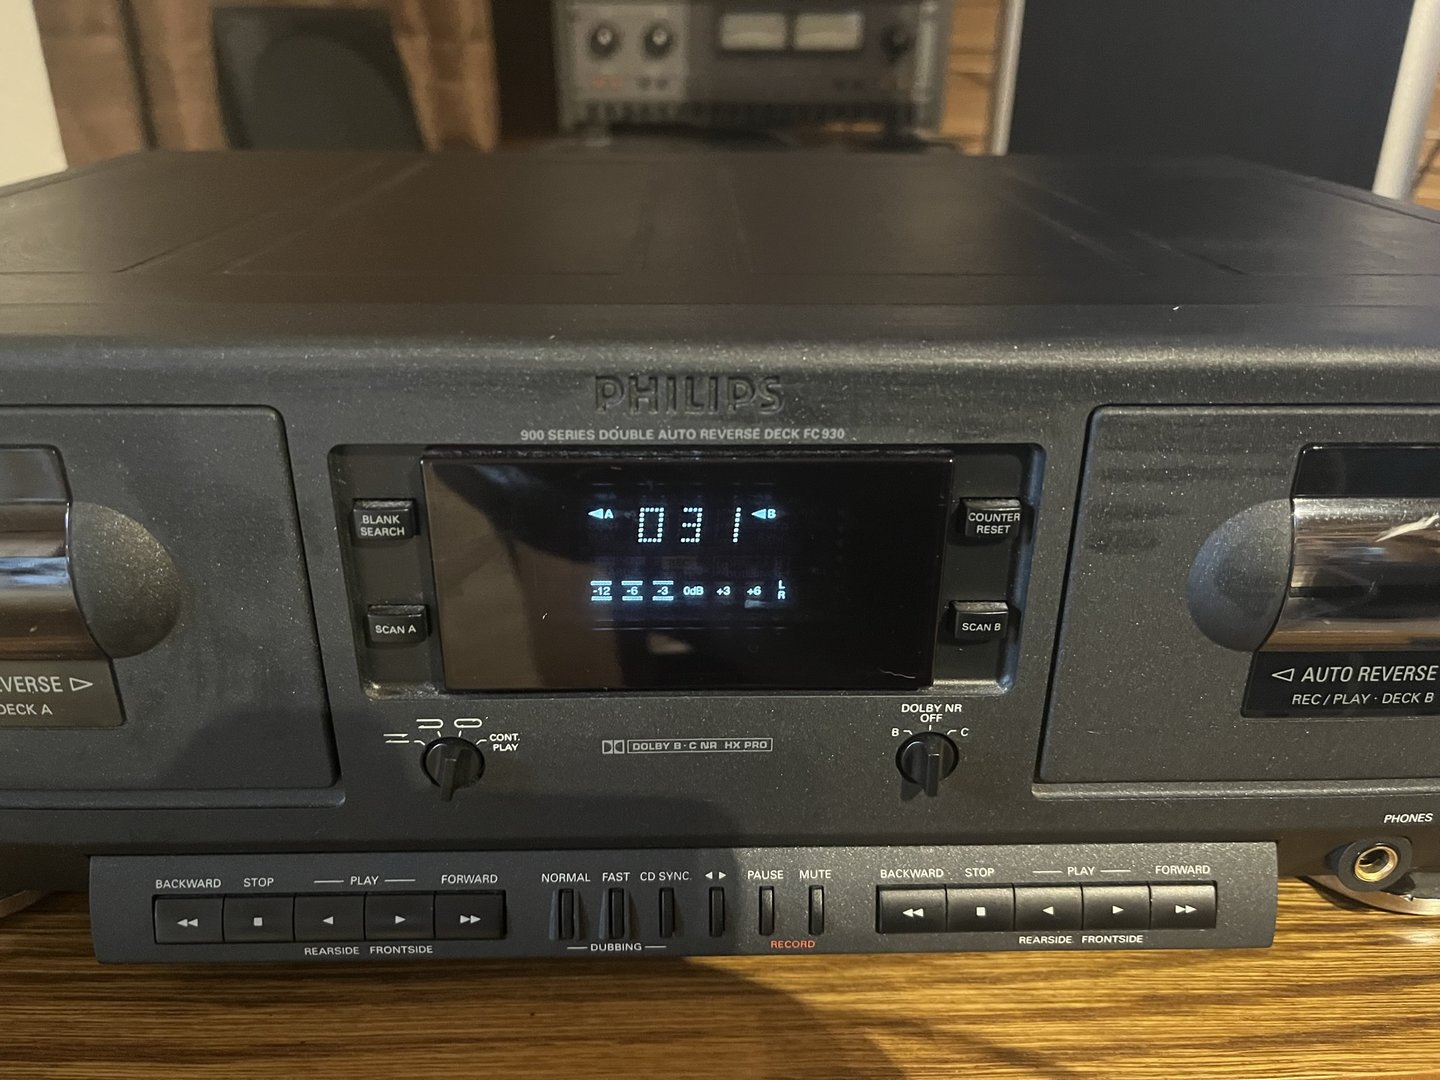 PHILIPS
900 SERIES DOUBLE AUTO REVERSE DECK FC930
BLANK
SEARCH
SCAN A
◀A 031 ◀B
-12 -6 -3 0dB +3 +6 L
R
COUNTER
RESET
SCAN B
VERSE ▷
DECK A
◁ AUTO REVERSE
REC / PLAY · DECK B
CONT.
PLAY
DOLBY B·C NR HX PRO
DOLBY NR
OFF
B C
PHONES
BACKWARD STOP PLAY FORWARD
REARSIDE FRONTSIDE
NORMAL FAST CD SYNC. ◀ ▶ PAUSE MUTE
DUBBING RECORD
BACKWARD STOP PLAY FORWARD
REARSIDE FRONTSIDE